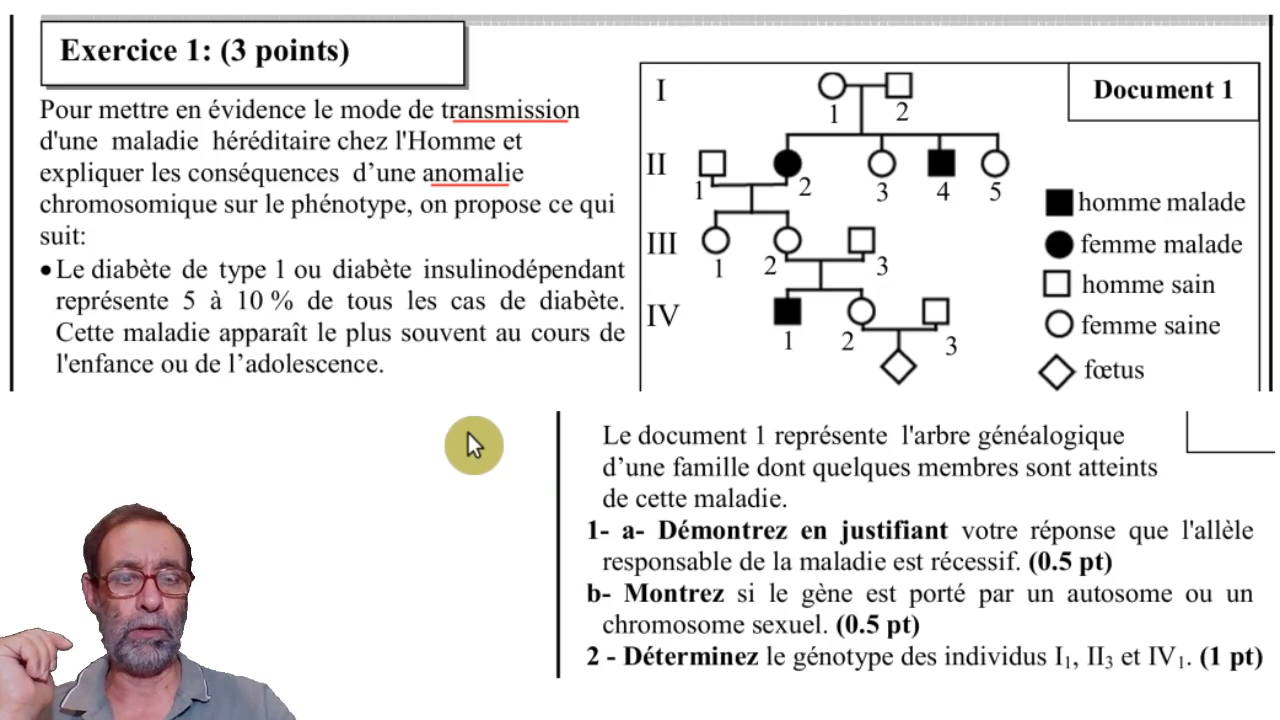 Exercice 1: (3 points)
Pour mettre en évidence le mode de transmission
d'une maladie héréditaire chez l'Homme et
expliquer les conséquences d'une anomalie
chromosomique sur le phénotype, on propose ce qui
suit:
• Le diabète de type 1 ou diabète insulinodépendant
représente 5 à 10 % de tous les cas de diabète.
Cette maladie apparaît le plus souvent au cours de
l'enfance ou de l'adolescence.
Document 1
I
1 2
II
1 2 3 4 5
III
1 2 3
IV
1 2 3
homme malade
femme malade
homme sain
femme saine
fœtus
Le document 1 représente l'arbre généalogique
d'une famille dont quelques membres sont atteints
de cette maladie.
1- a- Démontrez en justifiant votre réponse que l'allèle
responsable de la maladie est récessif. (0.5 pt)
b- Montrez si le gène est porté par un autosome ou un
chromosome sexuel. (0.5 pt)
2 - Déterminez le génotype des individus I₁, II₃ et IV₁. (1 pt)